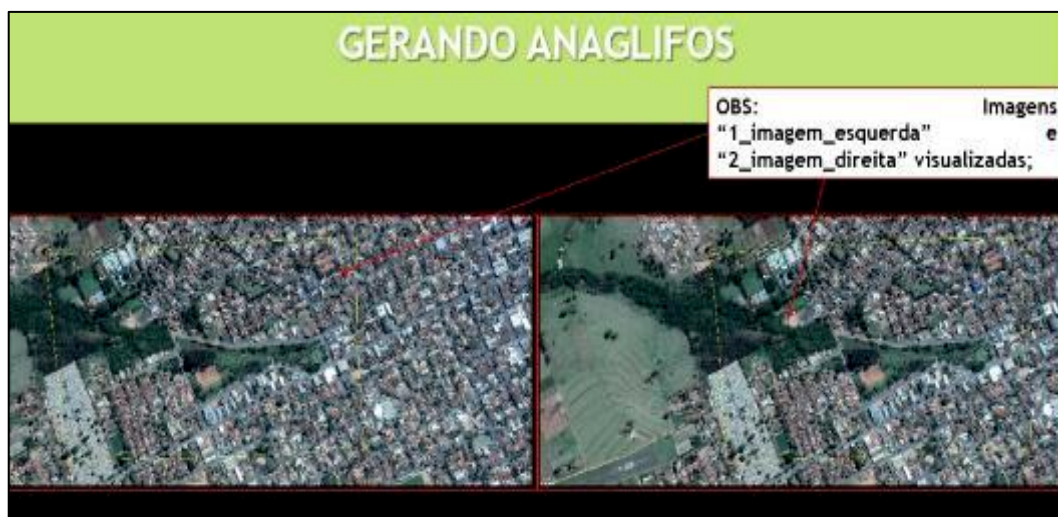 GERANDO ANAGLIFOS
OBS: Imagens
“1_imagem_esquerda” e
“2_imagem_direita” visualizadas;